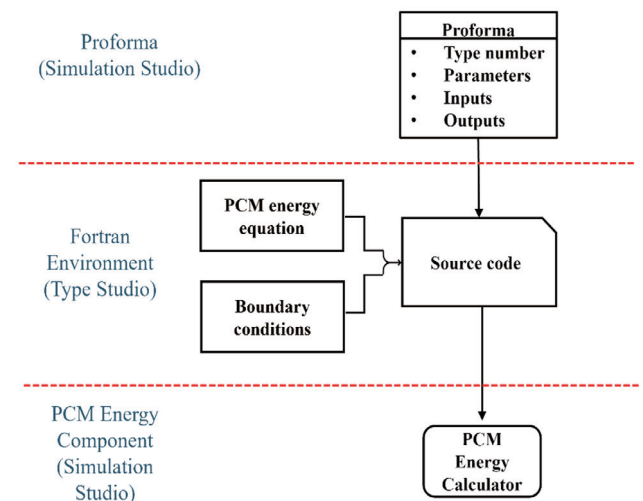 Proforma
(Simulation Studio)
Proforma
• Type number
• Parameters
• Inputs
• Outputs
Fortran
Environment
(Type Studio)
PCM energy
equation
Boundary
conditions
Source code
PCM Energy
Component
(Simulation
Studio)
PCM
Energy
Calculator